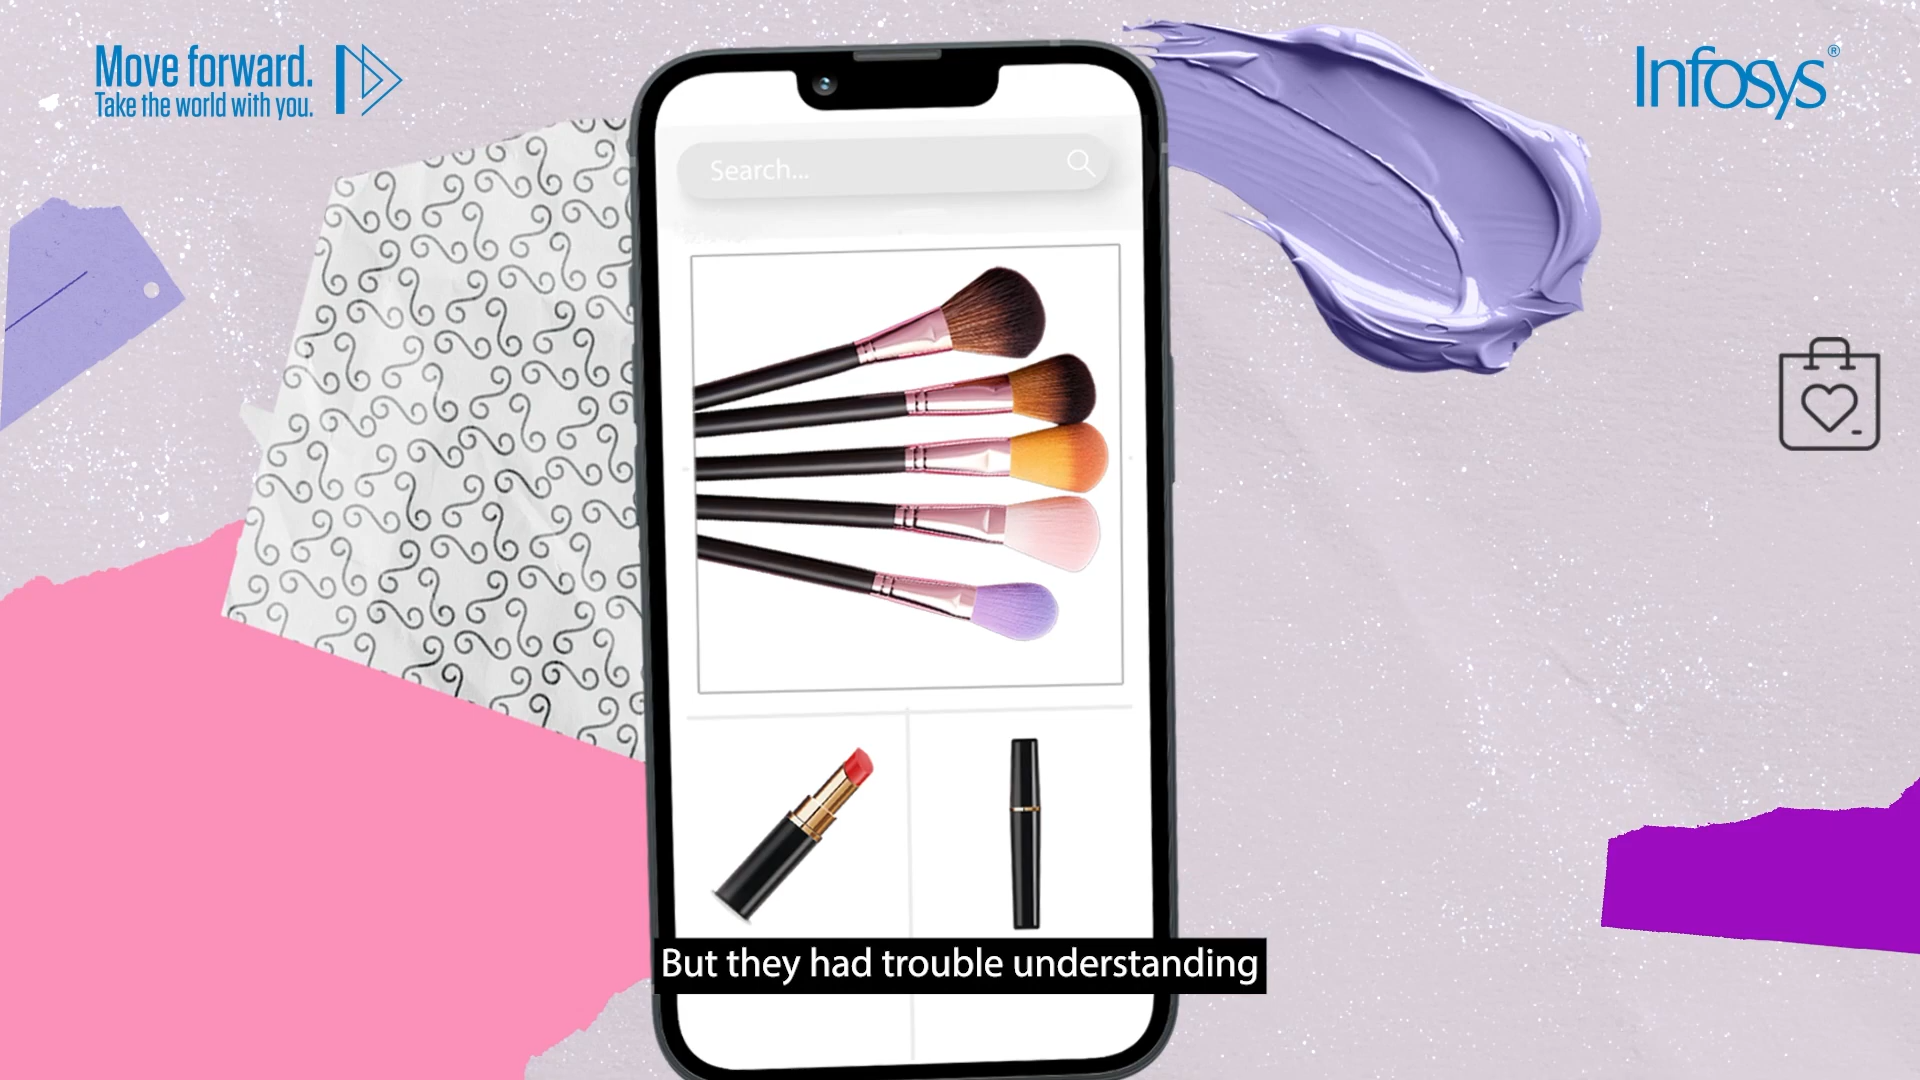 Move forward.
Take the world with you.
Infosys®
Search...
But they had trouble understanding